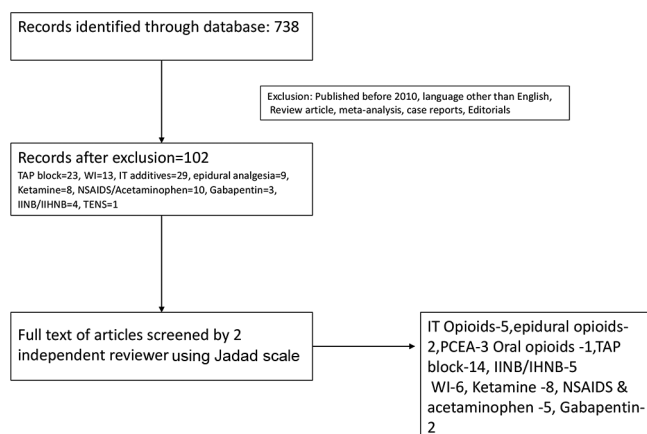 Records identified through database: 738
Exclusion: Published before 2010, language other than English,
Review article, meta-analysis, case reports, Editorials
Records after exclusion=102
TAP block=23, WI=13, IT additives=29, epidural analgesia=9,
Ketamine=8, NSAIDS/Acetaminophen=10, Gabapentin=3,
IINB/IIHNB=4, TENS=1
Full text of articles screened by 2
independent reviewer using Jadad scale
IT Opioids-5,epidural opioids-
2,PCEA-3 Oral opioids -1,TAP
block-14, IINB/IHNB-5
WI-6, Ketamine -8, NSAIDS &
acetaminophen -5, Gabapentin-
2